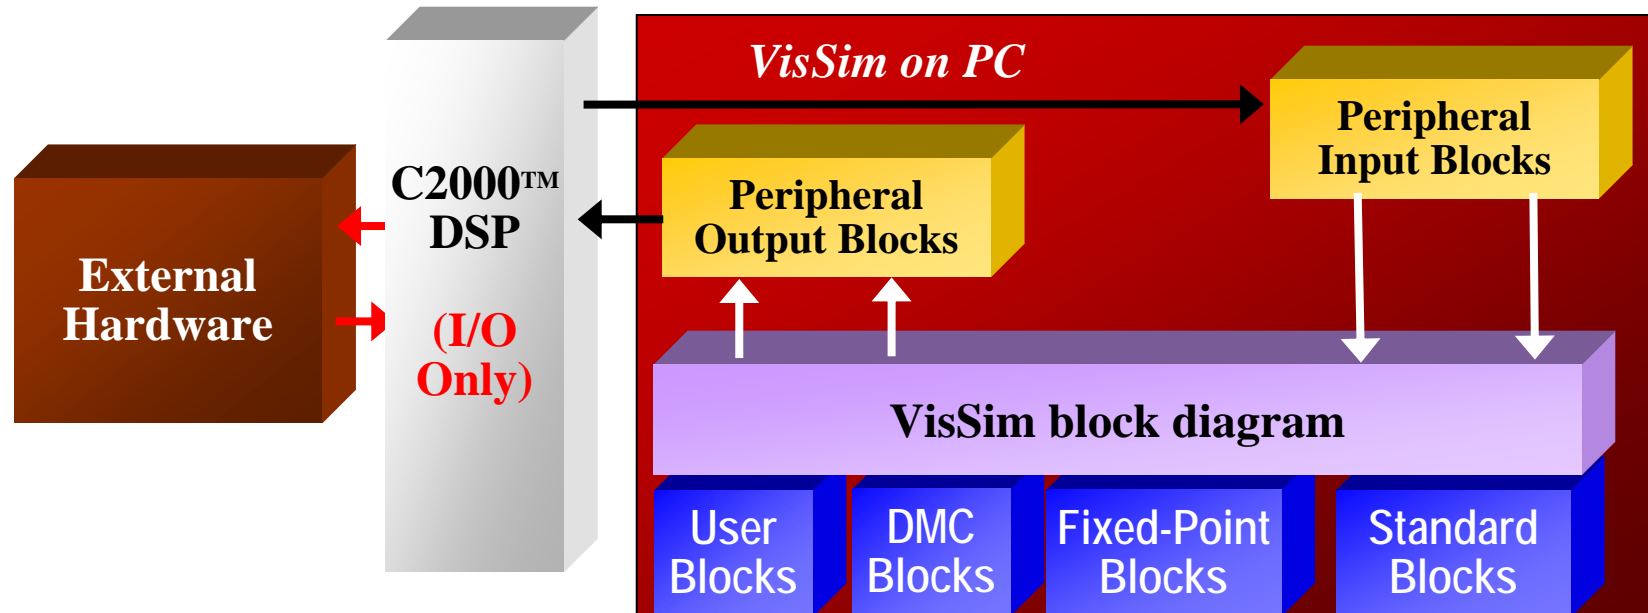 VisSim on PC
Peripheral
Input Blocks
C2000™
DSP
Peripheral
Output Blocks
External
Hardware
(I/O
Only)
VisSim block diagram
User
Blocks
DMC
Blocks
Fixed-Point
Blocks
Standard
Blocks